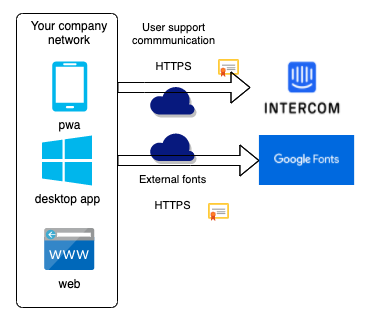 Your company
network
pwa
desktop app
WWW
web
User support
commmunication
HTTPS
INTERCOM
Google Fonts
External fonts
HTTPS